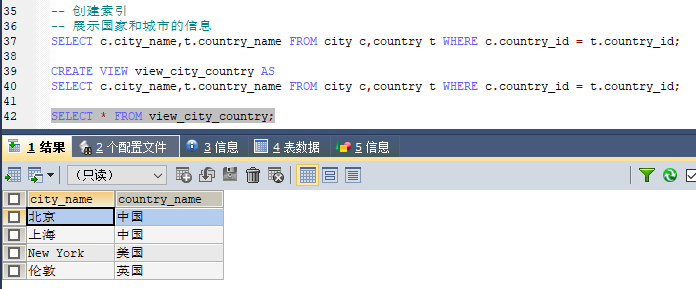 35 -- 创建索引
36 -- 展示国家和城市的信息
37 SELECT c.city_name,t.country_name FROM city c,country t WHERE c.country_id = t.country_id;
38
39 CREATE VIEW view_city_country AS
40 SELECT c.city_name,t.country_name FROM city c,country t WHERE c.country_id = t.country_id;
41
42 SELECT * FROM view_city_country;
1 结果 2 个配置文件 3 信息 4 表数据 5 信息
（只读）
city_name country_name
北京 中国
上海 中国
New York 美国
伦敦 英国